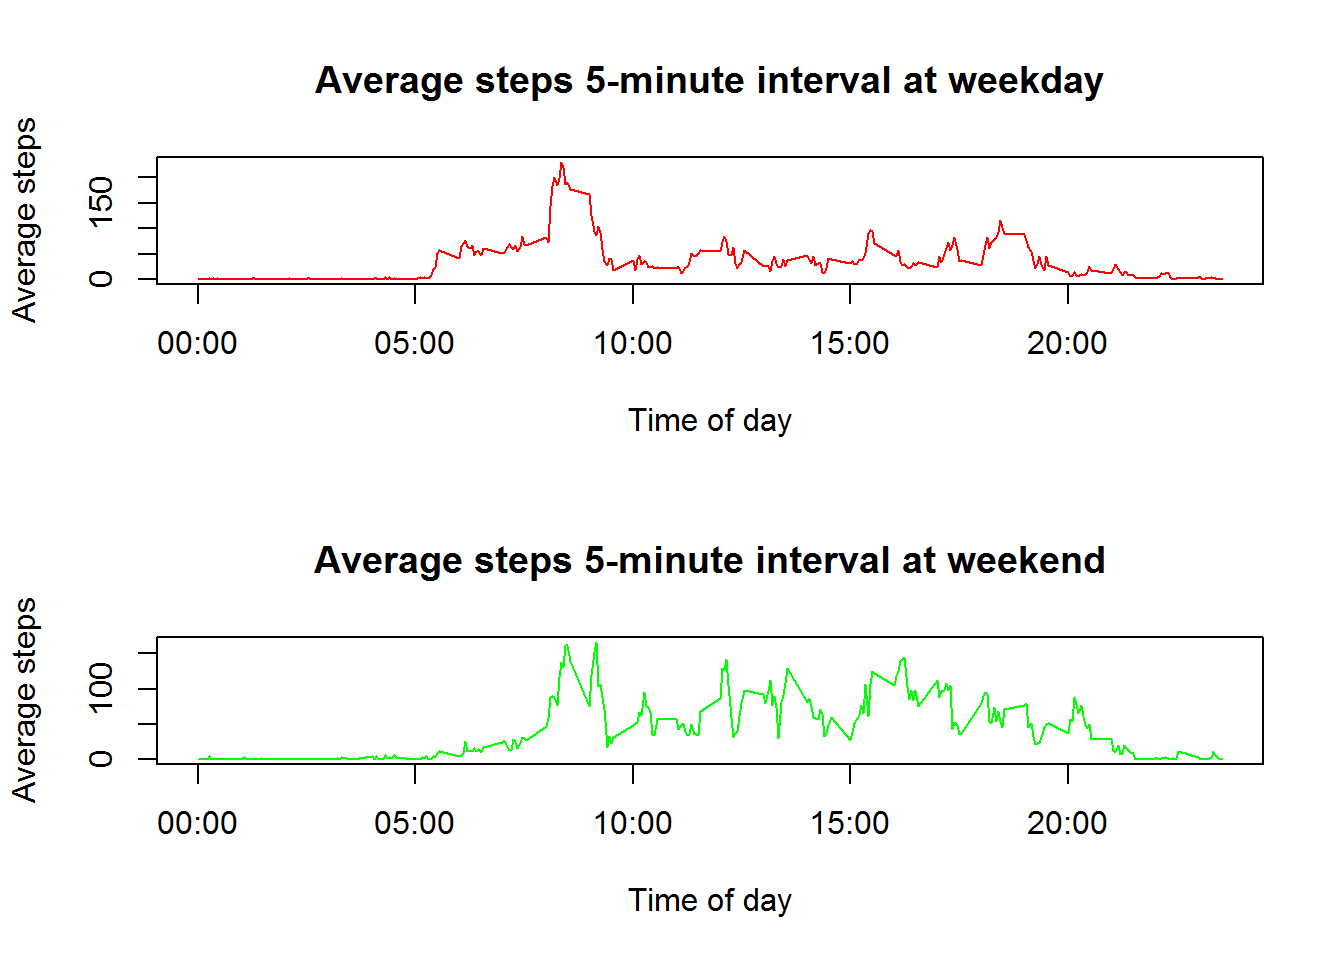 Average steps 5-minute interval at weekday
Average steps
150
0
00:00 05:00 10:00 15:00 20:00
Time of day
Average steps 5-minute interval at weekend
Average steps
100
0
00:00 05:00 10:00 15:00 20:00
Time of day